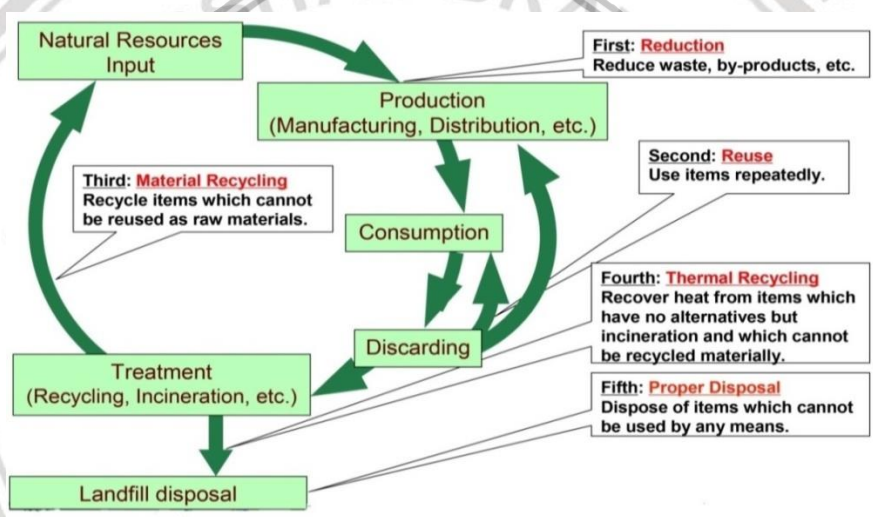 Natural Resources
Input
First: Reduction
Reduce waste, by-products, etc.
Production
(Manufacturing, Distribution, etc.)
Second: Reuse
Use items repeatedly.
Third: Material Recycling
Recycle items which cannot
be reused as raw materials.
Consumption
Fourth: Thermal Recycling
Recover heat from items which
have no alternatives but
incineration and which cannot
be recycled materially.
Discarding
Treatment
(Recycling, Incineration, etc.)
Fifth: Proper Disposal
Dispose of items which cannot
be used by any means.
Landfill disposal